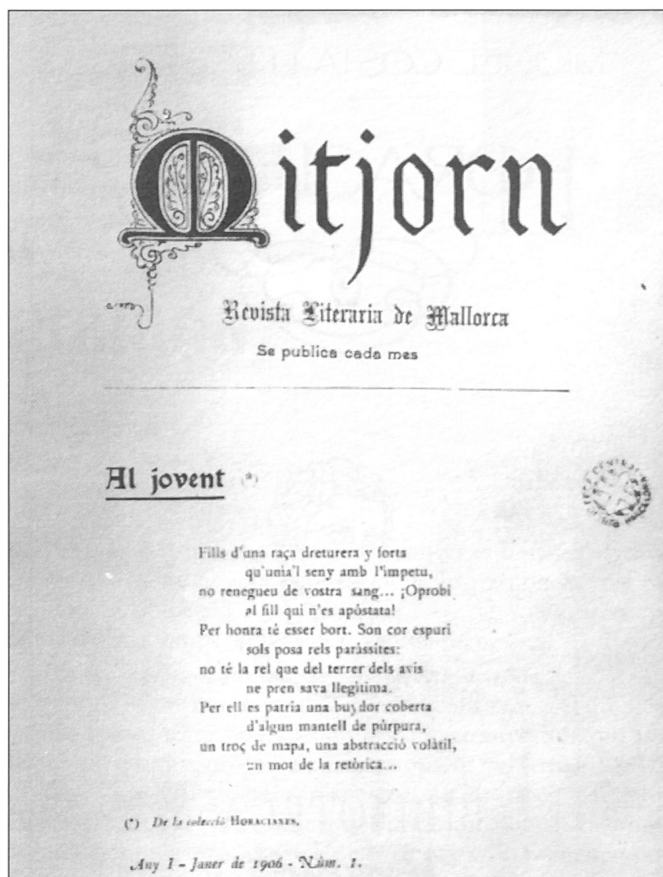 Mitjorn
Revista Literaria de Mallorca
Se publica cada mes
Al jovent (*)
Fills d'una raça dreturera y forta
qu'unia'l seny amb l'impetu,
no renegueu de vostra sang... ¡Oprobi
al fill qui n'es apòstata!
Per honra té esser bort. Son cor espuri
sols posa rels paràssites:
no té la rel que del terrer dels avis
ne pren sava llegítima.
Per ell es patria una buydor coberta
d'algun mantell de púrpura,
un troç de mapa, una abstracció volàtil,
un mot de la retòrica...
(*) De la colecció HORACIANES.
Any I - Janer de 1906 - Núm. 1.